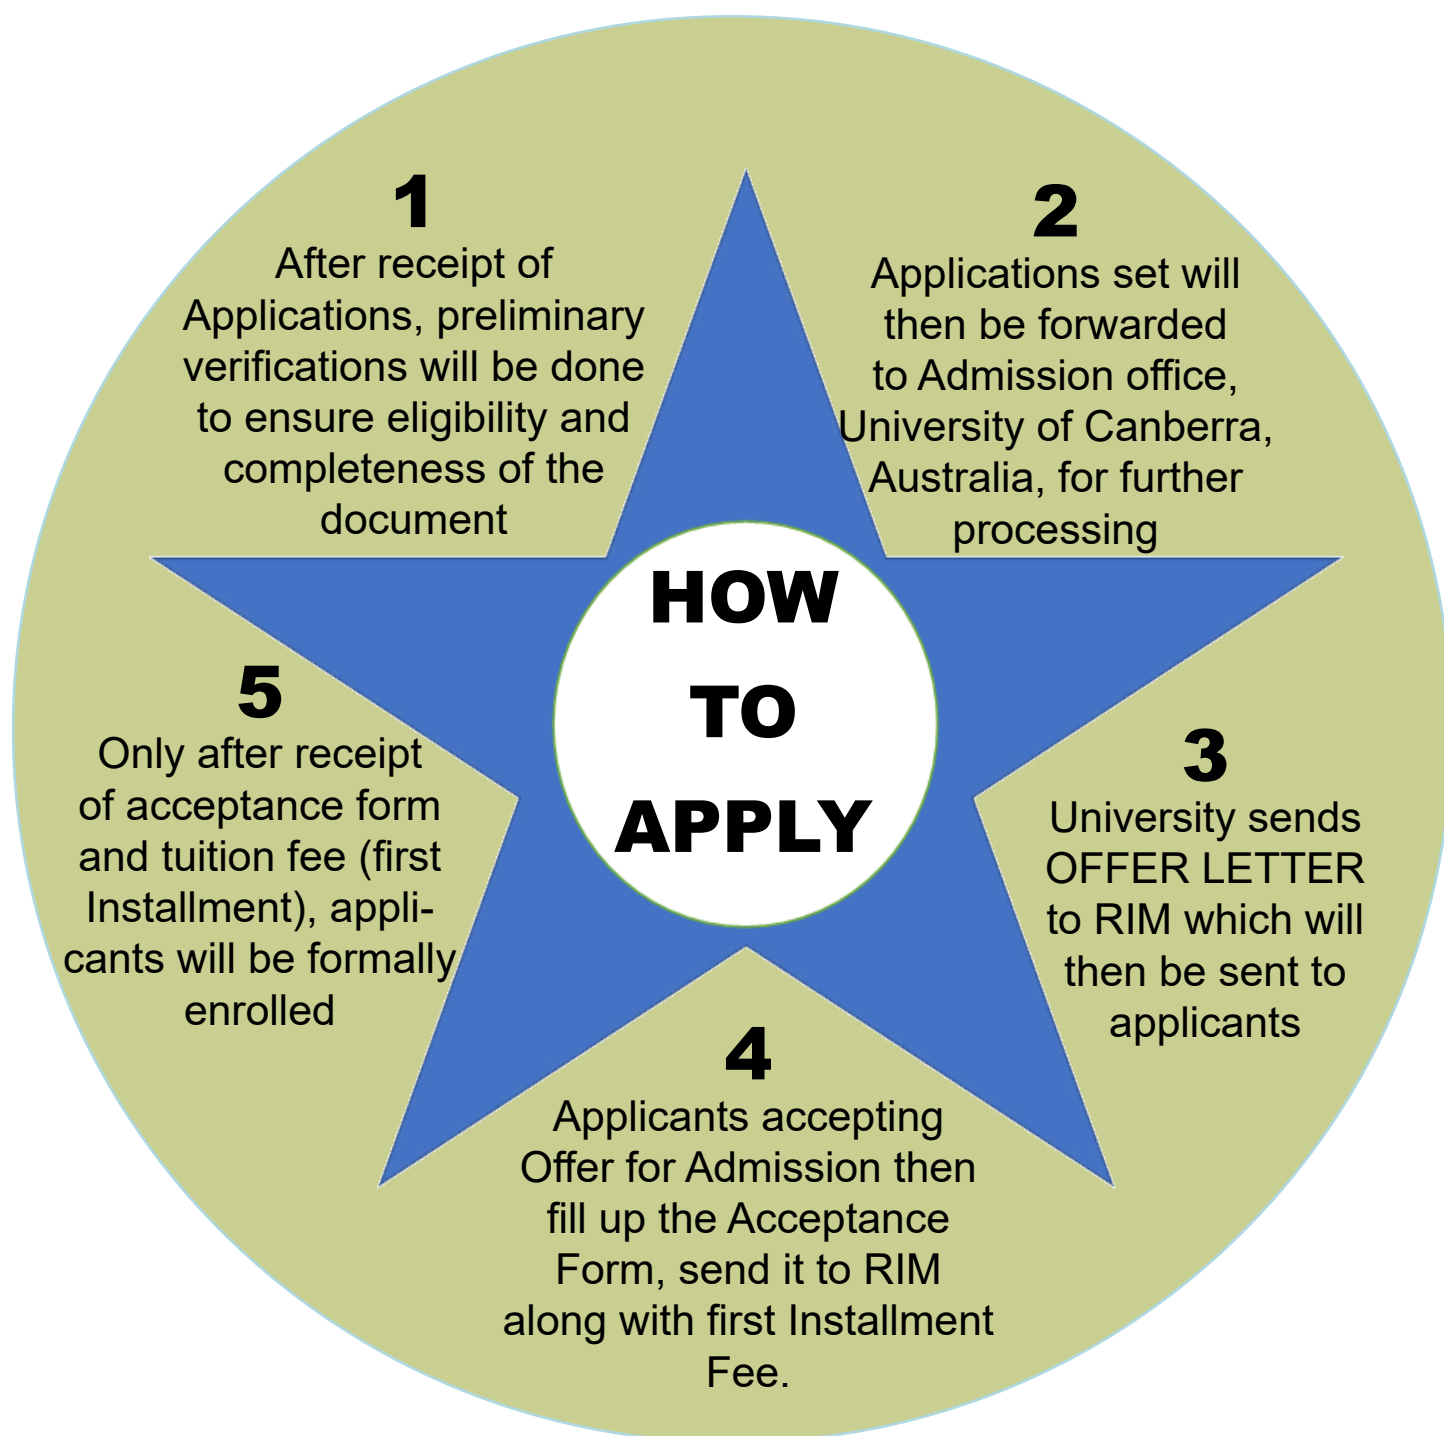 HOW
TO
APPLY
1
After receipt of
Applications, preliminary
verifications will be done
to ensure eligibility and
completeness of the
document
2
Applications set will
then be forwarded
to Admission office,
University of Canberra,
Australia, for further
processing
3
University sends
OFFER LETTER
to RIM which will
then be sent to
applicants
4
Applicants accepting
Offer for Admission then
fill up the Acceptance
Form, send it to RIM
along with first Installment
Fee.
5
Only after receipt
of acceptance form
and tuition fee (first
Installment), appli-
cants will be formally
enrolled